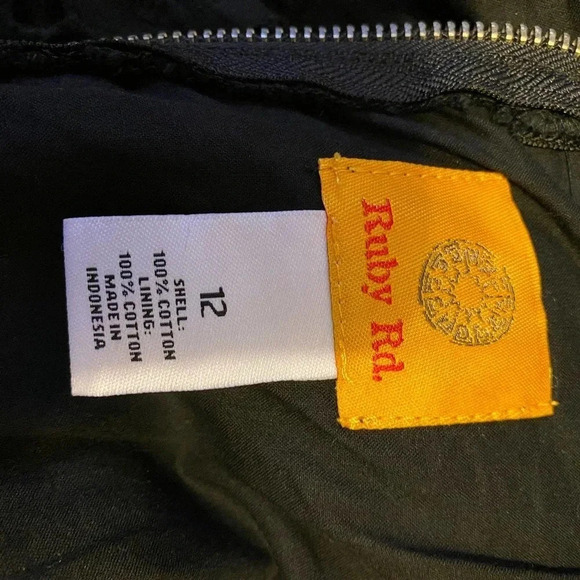 Ruby Rd.
12
SHELL:
100% COTTON
LINING:
100% COTTON
MADE IN
INDONESIA